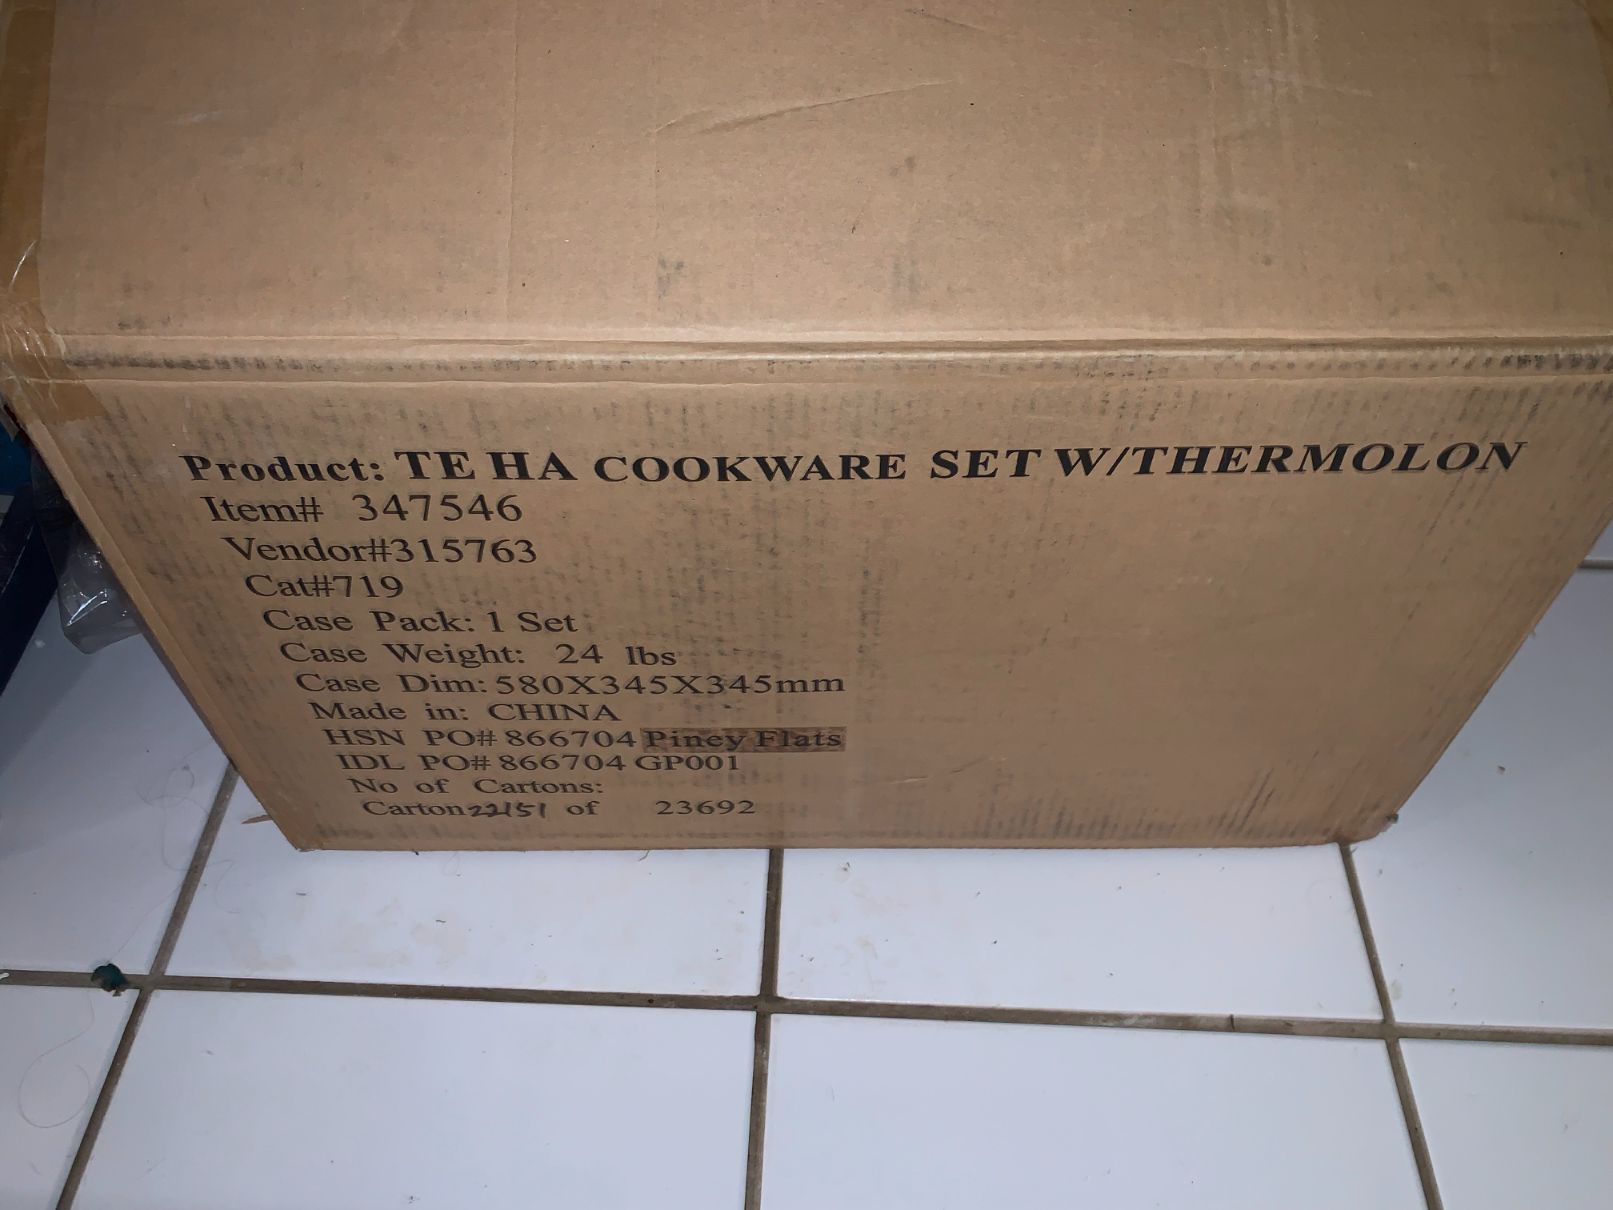 Product: TE HA COOKWARE SET W/THERMOLON
Item# 347546
Vendor#315763
Cat#719
Case Pack: 1 Set
Case Weight: 24 lbs
Case Dim: 580X345X345mm
Made in: CHINA
HSN PO# 866704 Piney Flats
IDL PO# 866704 GP001
No of Cartons:
Carton 22151 of 23692